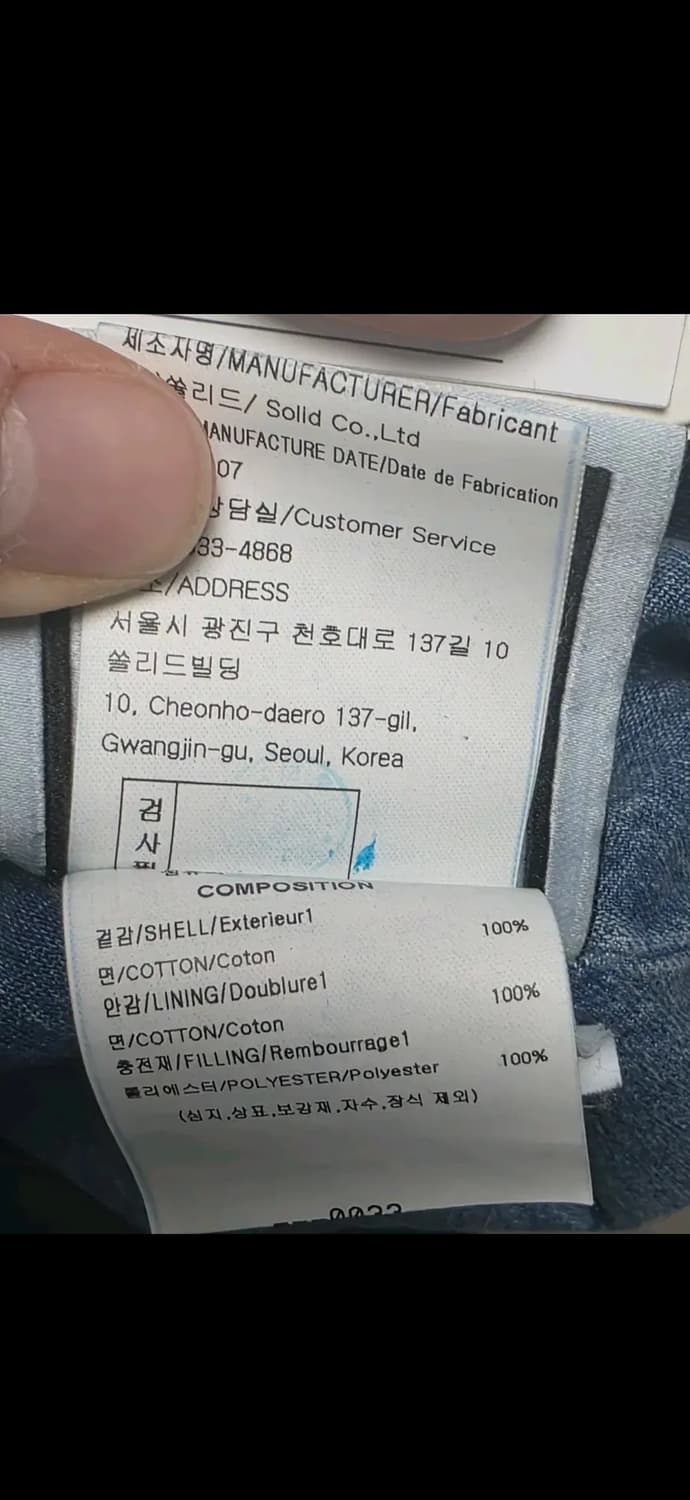 제조자명/MANUFACTURER/Fabricant
쏠리드/ Solid Co.,Ltd
MANUFACTURE DATE/Date de Fabrication
07
상담실/Customer Service
33-4868
소/ADDRESS
서울시 광진구 천호대로 137길 10
쏠리드빌딩
10, Cheonho-daero 137-gil,
Gwangjin-gu, Seoul, Korea
검
사
COMPOSITION
겉감/SHELL/Exterieur1
면/COTTON/Coton 100%
안감/LINING/Doublure1
면/COTTON/Coton 100%
충전재/FILLING/Rembourrage1
폴리에스터/POLYESTER/Polyester 100%
(심지,상표,보강재,자수,장식 제외)